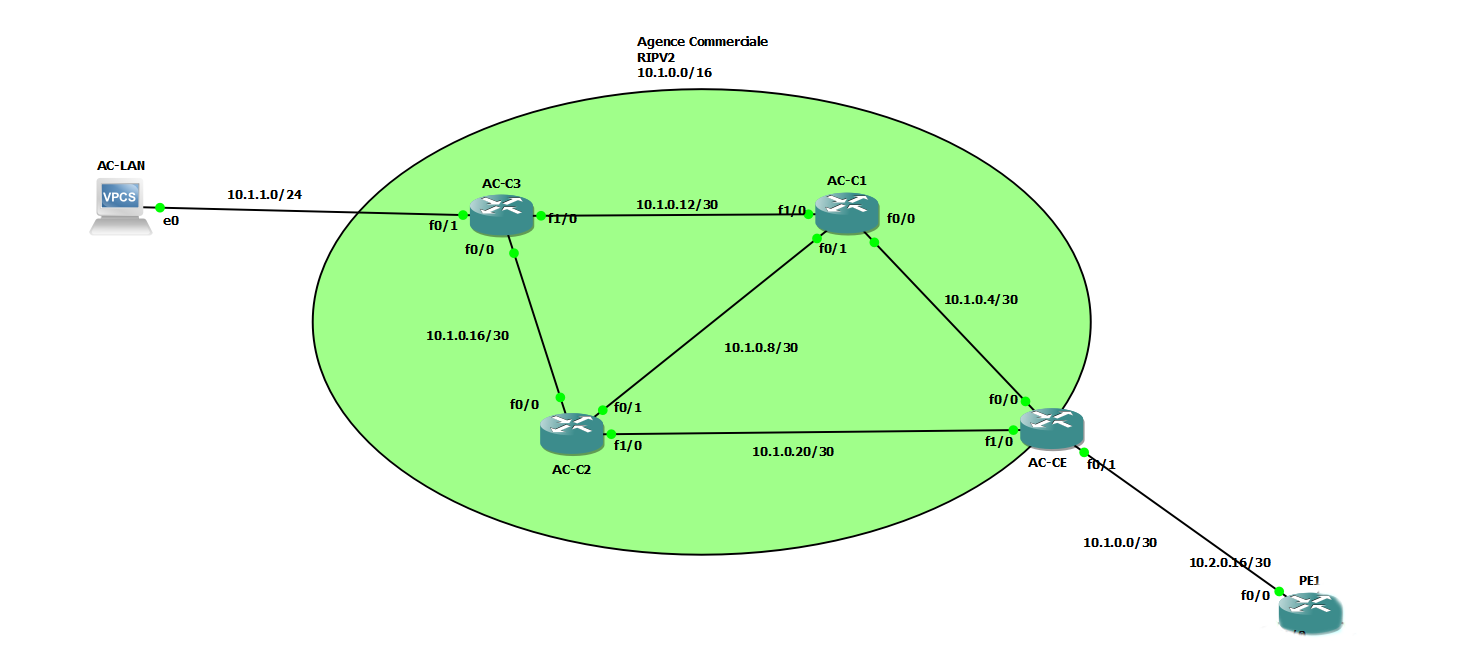 Agence Commerciale
RIPV2
10.1.0.0/16
AC-LAN
VPCS
e0
10.1.1.0/24
AC-C3
f0/1
f1/0
f0/0
10.1.0.12/30
AC-C1
f1/0
f0/0
f0/1
10.1.0.4/30
10.1.0.16/30
10.1.0.8/30
f0/0
f0/1
f1/0
AC-C2
10.1.0.20/30
f0/0
f1/0
AC-CE
f0/1
10.1.0.0/30
10.2.0.16/30
PE1
f0/0